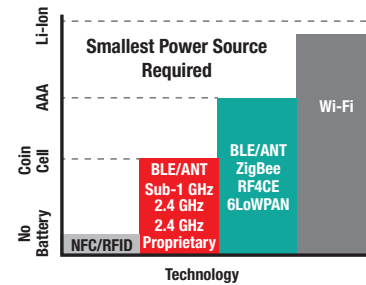 Smallest Power Source
Required
Li-Ion
AAA
Coin
Cell
No
Battery
NFC/RFID
BLE/ANT
Sub-1 GHz
2.4 GHz
2.4 GHz
Proprietary
BLE/ANT
ZigBee
RF4CE
6LoWPAN
Wi-Fi
Technology